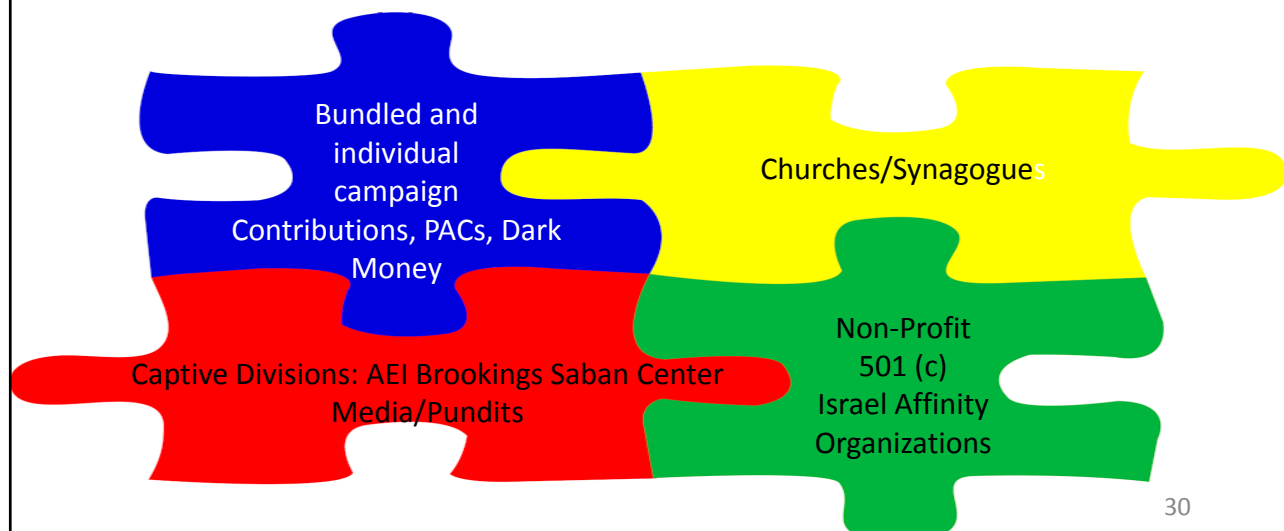 Bundled and
individual
campaign
Contributions, PACs, Dark
Money
Churches/Synagogues
Captive Divisions: AEI Brookings Saban Center
Media/Pundits
Non-Profit
501 (c)
Israel Affinity
Organizations
30